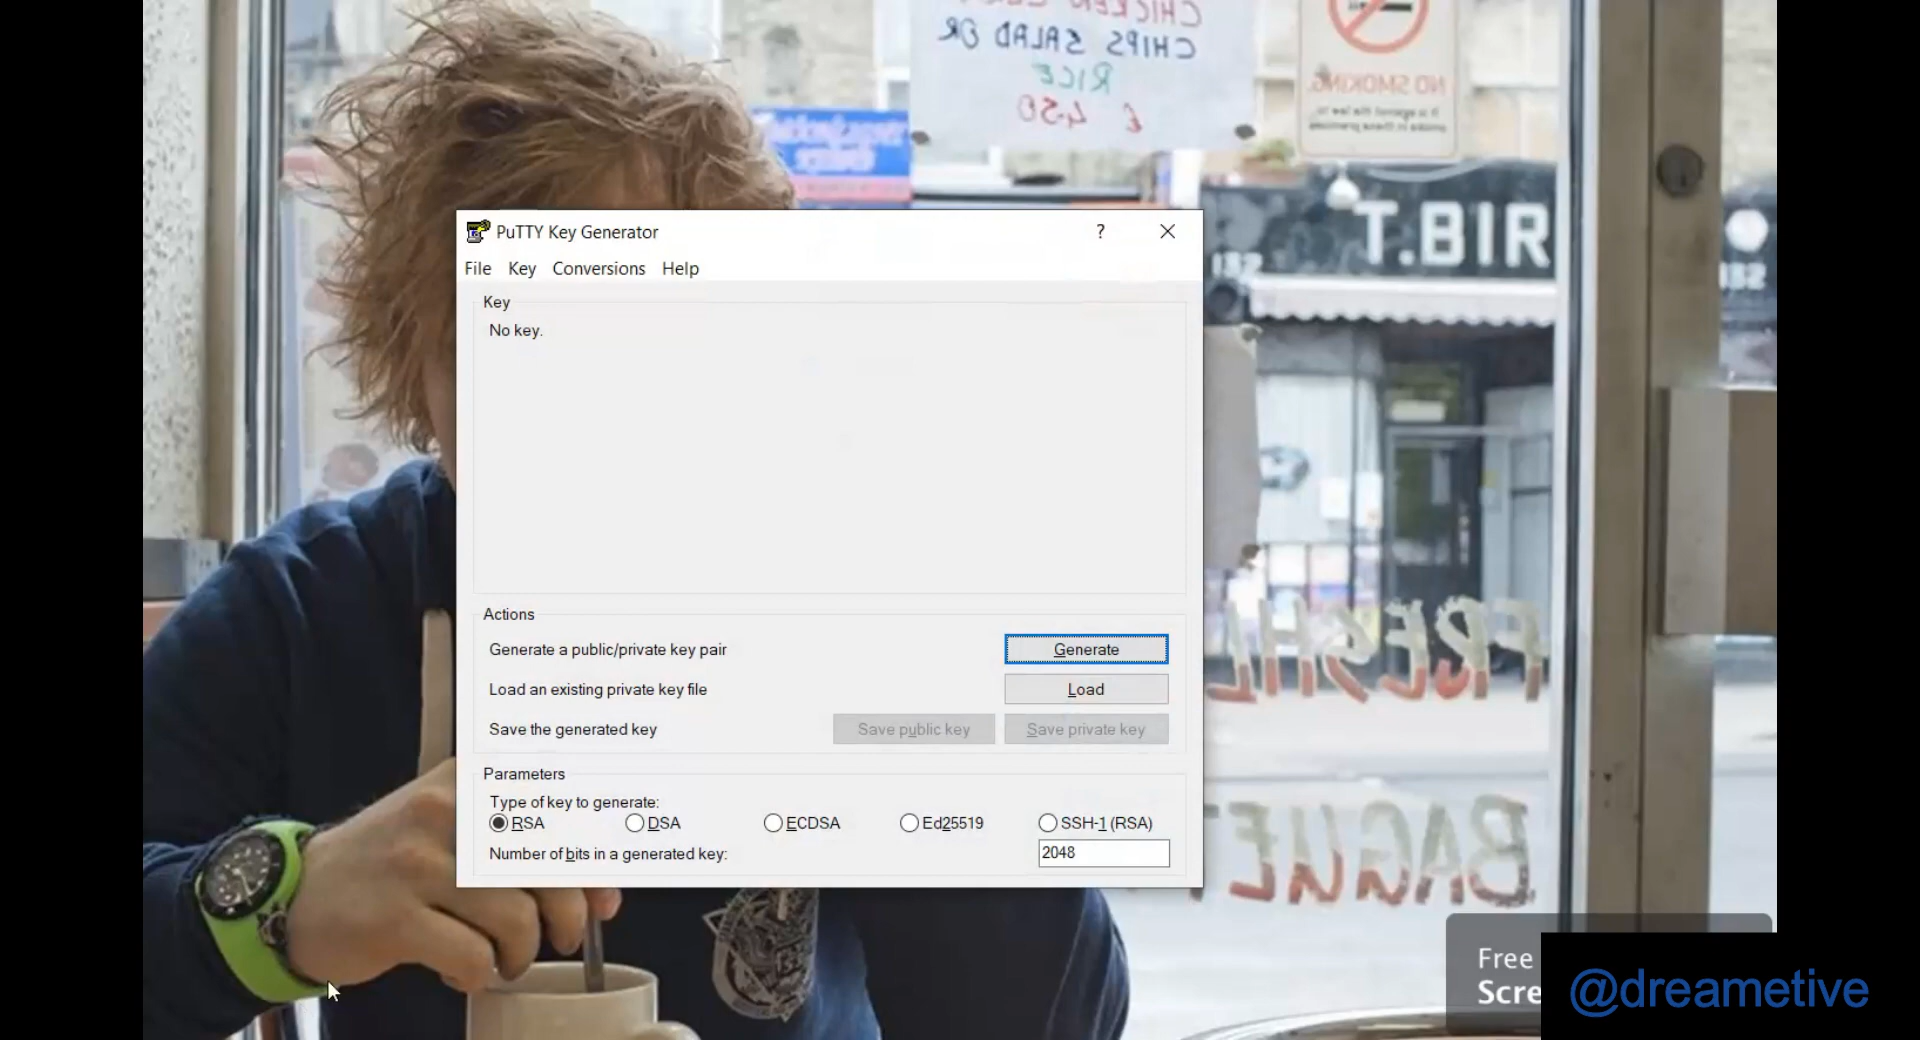 CHIPS SALAD OR
RICE
£ 4.50
NO SMOKING
T.BIR
132
132
PuTTY Key Generator
?
File Key Conversions Help
Key
No key.
Actions
Generate a public/private key pair
Generate
Load an existing private key file
Load
Save the generated key
Save public key
Save private key
Parameters
Type of key to generate:
RSA DSA ECDSA Ed25519 SSH-1 (RSA)
Number of bits in a generated key:
2048
BAGUET
Free
Scre
@dreametive